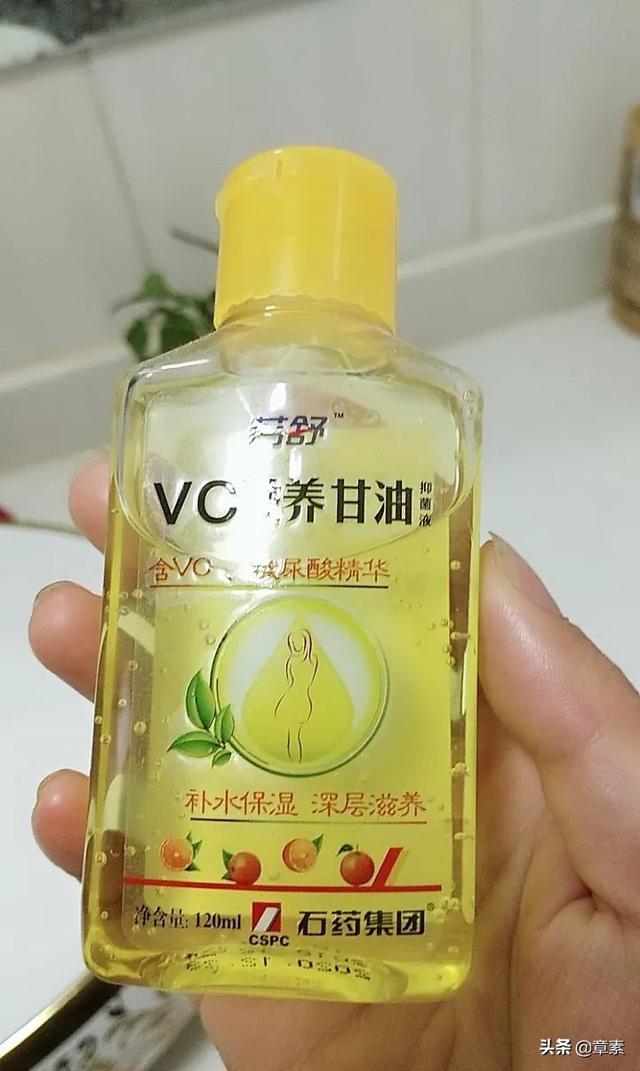 芍舒™
VC 养甘油 抑菌液
含VC 玻尿酸精华
补水保湿 深层滋养
净含量: 120ml CSPC 石药集团®
头条 @章素